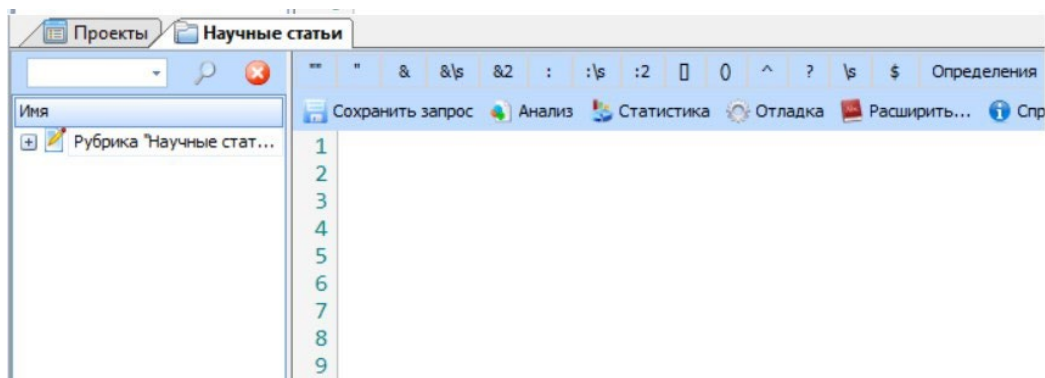 Проекты Научные статьи
"" " & &\s &2 : :\s :2 [] () ^ ? \s $ Определения
Имя Сохранить запрос Анализ Статистика Отладка Расширить... Спр
Рубрика "Научные стат...
1
2
3
4
5
6
7
8
9